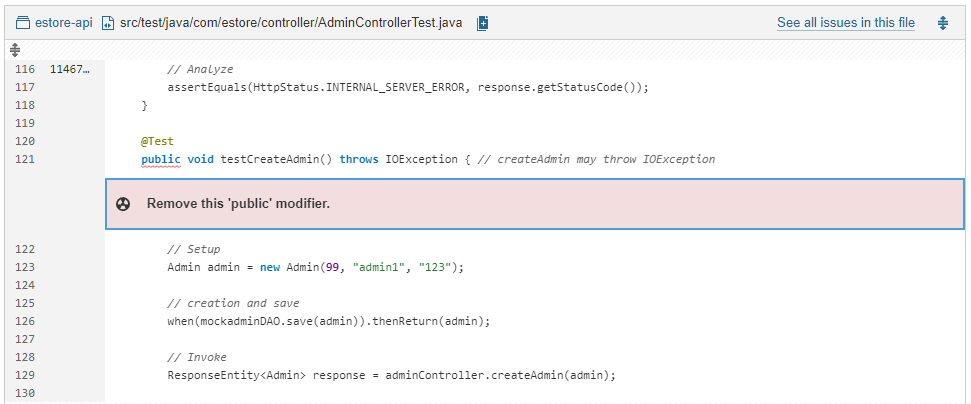 estore-api src/test/java/com/estore/controller/AdminControllerTest.java See all issues in this file
116 11467… // Analyze
117 assertEquals(HttpStatus.INTERNAL_SERVER_ERROR, response.getStatusCode());
118 }
119
120 @Test
121 public void testCreateAdmin() throws IOException { // createAdmin may throw IOException
Remove this 'public' modifier.
122 // Setup
123 Admin admin = new Admin(99, "admin1", "123");
124
125 // creation and save
126 when(mockadminDAO.save(admin)).thenReturn(admin);
127
128 // Invoke
129 ResponseEntity<Admin> response = adminController.createAdmin(admin);
130